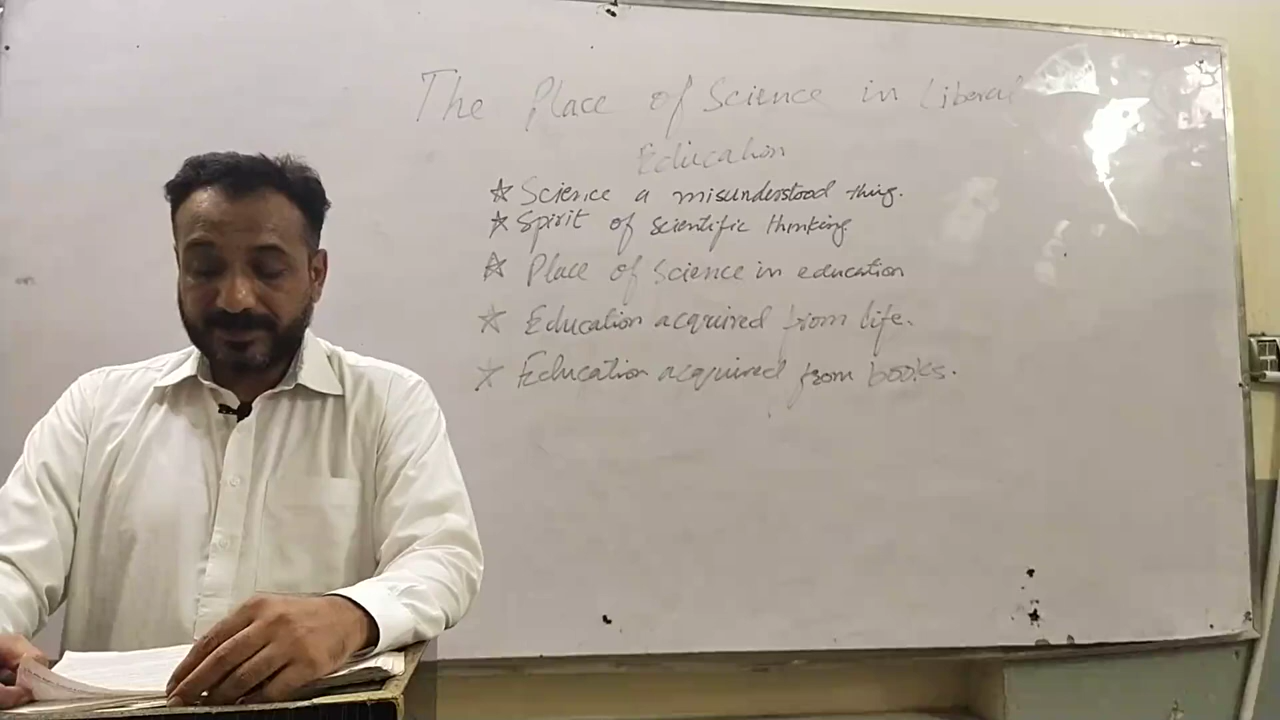 The Place of Science in Liberal
Education
☆ Science a misunderstood thing.
☆ Spirit of scientific thinking
☆ Place of Science in education
☆ Education acquired from life.
☆ Education acquired from books.